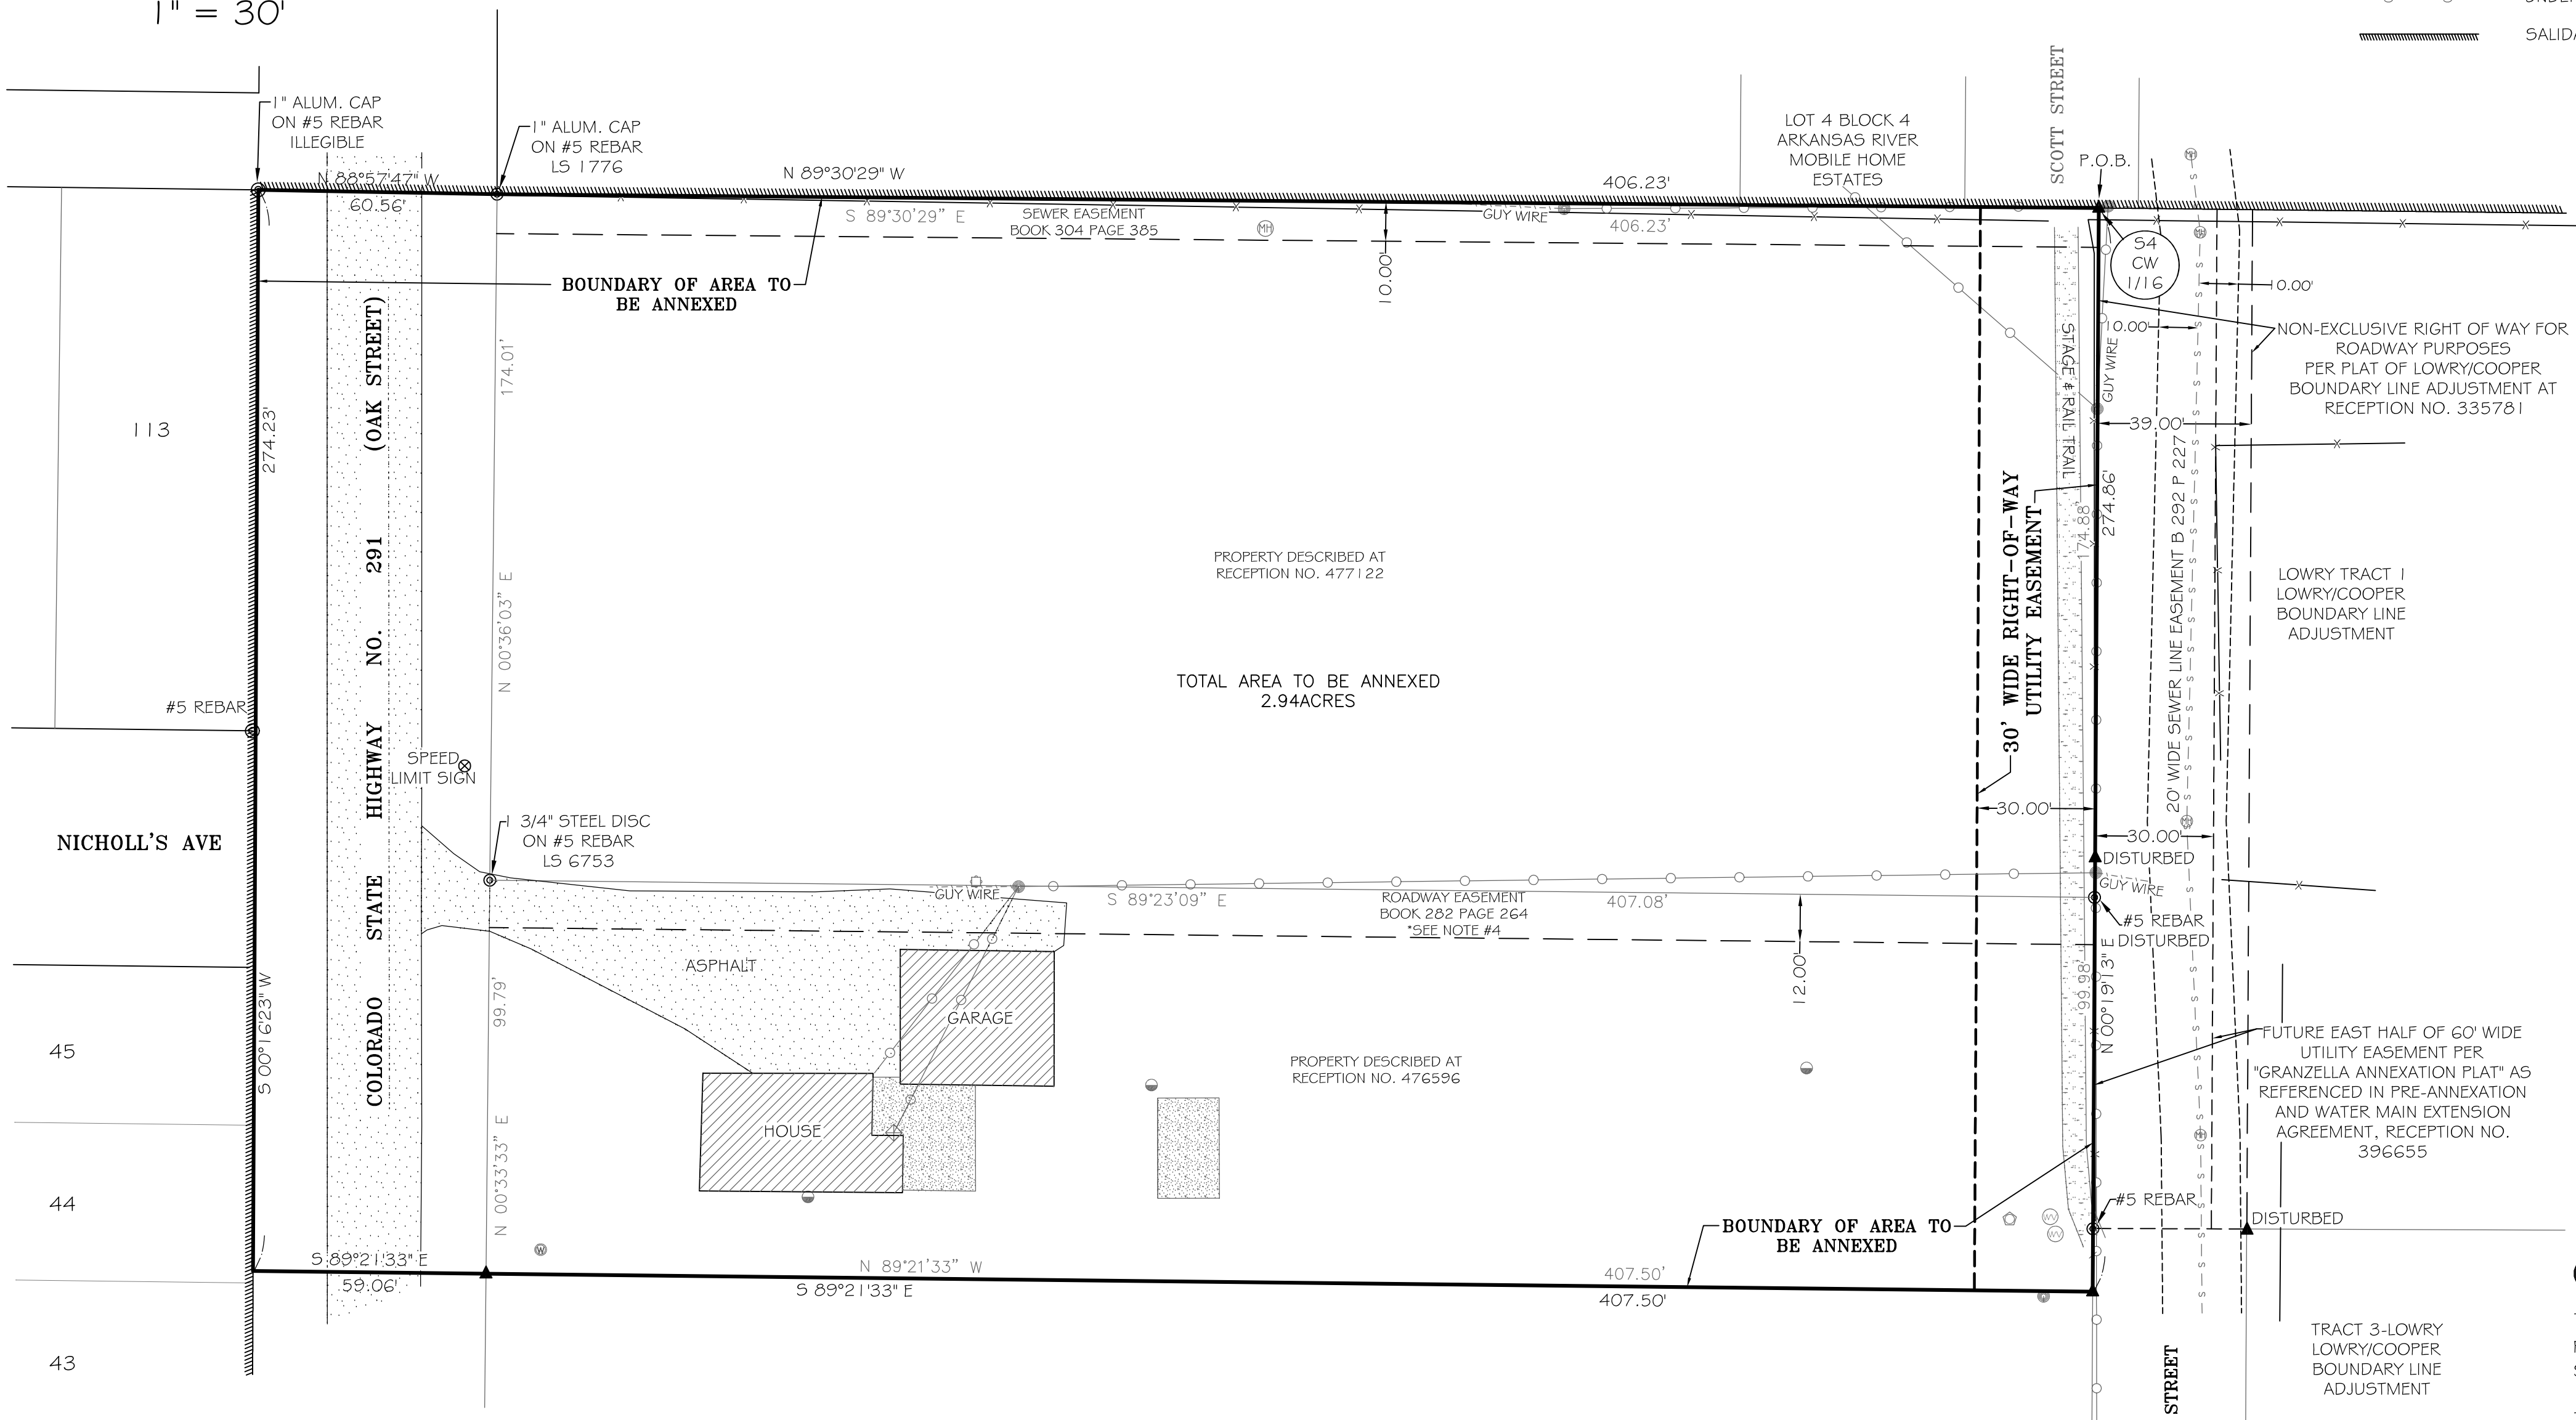 1" = 30'
SALIDA
1" ALUM. CAP
ON #5 REBAR
ILLEGIBLE
1" ALUM. CAP
ON #5 REBAR
LS 1776
N 88°57'47" W
60.56'
N 89°30'29" W
406.23'
S 89°30'29" E
406.23'
SEWER EASEMENT
BOOK 304 PAGE 385
MH
GUY WIRE
LOT 4 BLOCK 4
ARKANSAS RIVER
MOBILE HOME
ESTATES
SCOTT STREET
P.O.B.
MH
MH
S4
CW
1/16
10.00'
10.00'
10.00'
BOUNDARY OF AREA TO
BE ANNEXED
NON-EXCLUSIVE RIGHT OF WAY FOR
ROADWAY PURPOSES
PER PLAT OF LOWRY/COOPER
BOUNDARY LINE ADJUSTMENT AT
RECEPTION NO. 335781
GUY WIRE
39.00'
STAGE & RAIL TRAIL
113
274.23'
COLORADO STATE HIGHWAY NO. 291 (OAK STREET)
174.01'
N 00°36'03" E
PROPERTY DESCRIBED AT
RECEPTION NO. 477122
TOTAL AREA TO BE ANNEXED
2.94ACRES
30' WIDE RIGHT-OF-WAY
UTILITY EASEMENT
174.88'
274.86'
20' WIDE SEWER LINE EASEMENT B 292 P 227
LOWRY TRACT 1
LOWRY/COOPER
BOUNDARY LINE
ADJUSTMENT
#5 REBAR
SPEED
LIMIT SIGN
30.00'
30.00'
MH
NICHOLL'S AVE
1 3/4" STEEL DISC
ON #5 REBAR
LS 6753
DISTURBED
GUY WIRE
GUY WIRE
S 89°23'09" E
407.08'
ROADWAY EASEMENT
BOOK 282 PAGE 264
*SEE NOTE #4
#5 REBAR
DISTURBED
12.00'
ASPHALT
GARAGE
HOUSE
99.79'
N 00°33'33" E
S 00°16'23" W
99.98'
N 00°19'13" E
PROPERTY DESCRIBED AT
RECEPTION NO. 476596
FUTURE EAST HALF OF 60' WIDE
UTILITY EASEMENT PER
"GRANZELLA ANNEXATION PLAT" AS
REFERENCED IN PRE-ANNEXATION
AND WATER MAIN EXTENSION
AGREEMENT, RECEPTION NO.
396655
MH
45
44
43
#5 REBAR
DISTURBED
WV
WV
W
BOUNDARY OF AREA TO
BE ANNEXED
S 89°21'33" E
59.06'
N 89°21'33" W
407.50'
S 89°21'33" E
407.50'
STREET
TRACT 3-LOWRY
LOWRY/COOPER
BOUNDARY LINE
ADJUSTMENT